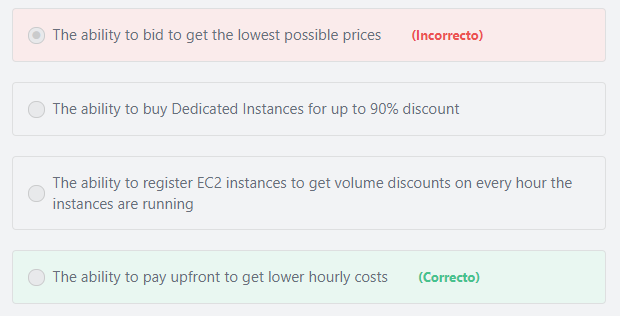 The ability to bid to get the lowest possible prices (Incorrecto)
The ability to buy Dedicated Instances for up to 90% discount
The ability to register EC2 instances to get volume discounts on every hour the
instances are running
The ability to pay upfront to get lower hourly costs (Correcto)